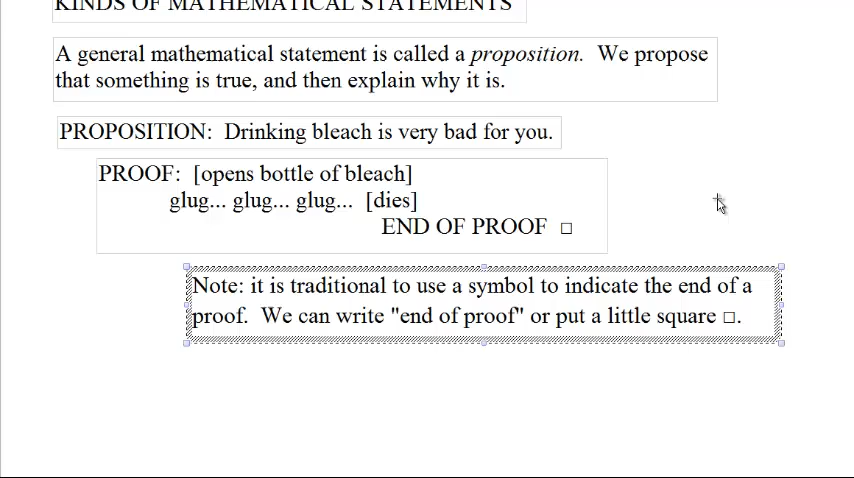 KINDS OF MATHEMATICAL STATEMENTS
A general mathematical statement is called a proposition. We propose
that something is true, and then explain why it is.
PROPOSITION: Drinking bleach is very bad for you.
PROOF: [opens bottle of bleach]
glug... glug... glug... [dies]
END OF PROOF □
Note: it is traditional to use a symbol to indicate the end of a
proof. We can write "end of proof" or put a little square □.